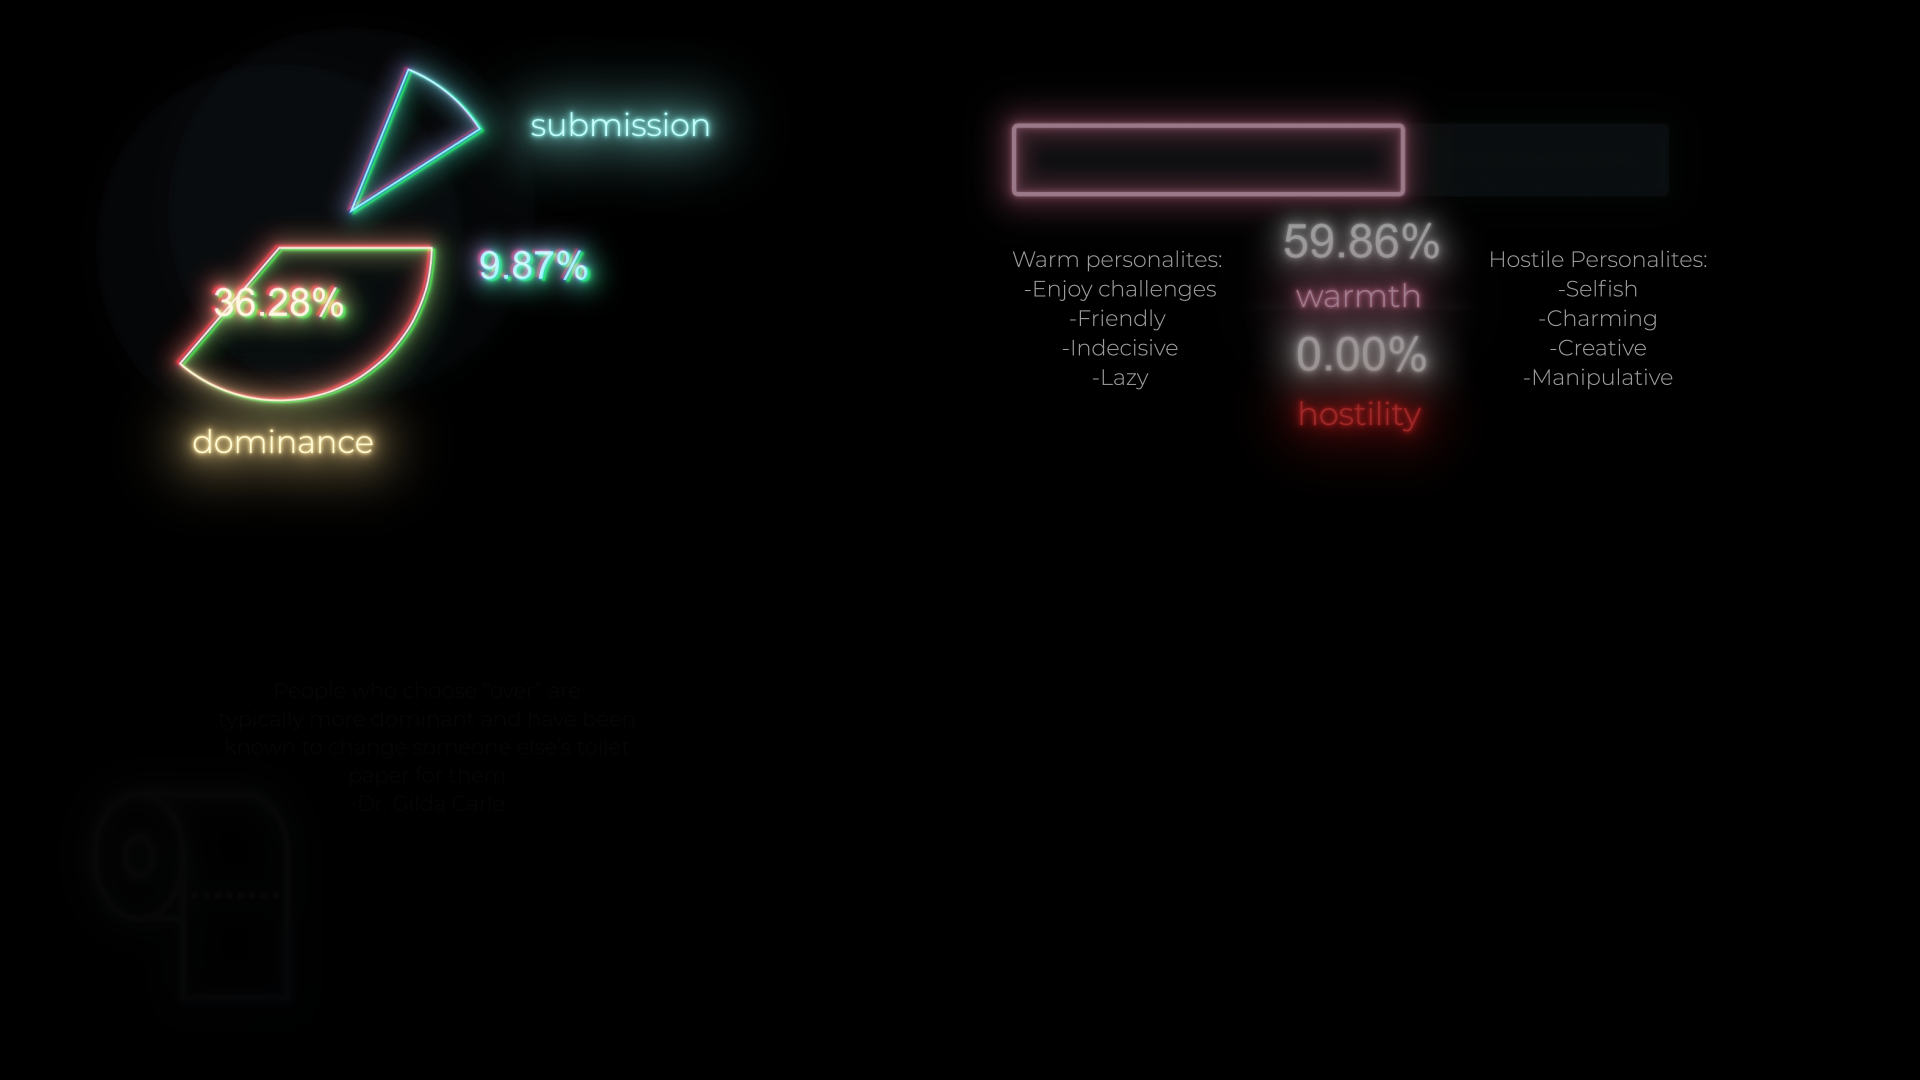 submission
9.87%
36.28%
dominance
59.86%
warmth
0.00%
hostility
Warm personalites:
-Enjoy challenges
-Friendly
-Indecisive
-Lazy
Hostile Personalites:
-Selfish
-Charming
-Creative
-Manipulative
People who choose "over" are
typically more dominant and have been
known to change someone else's toilet
paper for them
-Dr. Gilda Carle